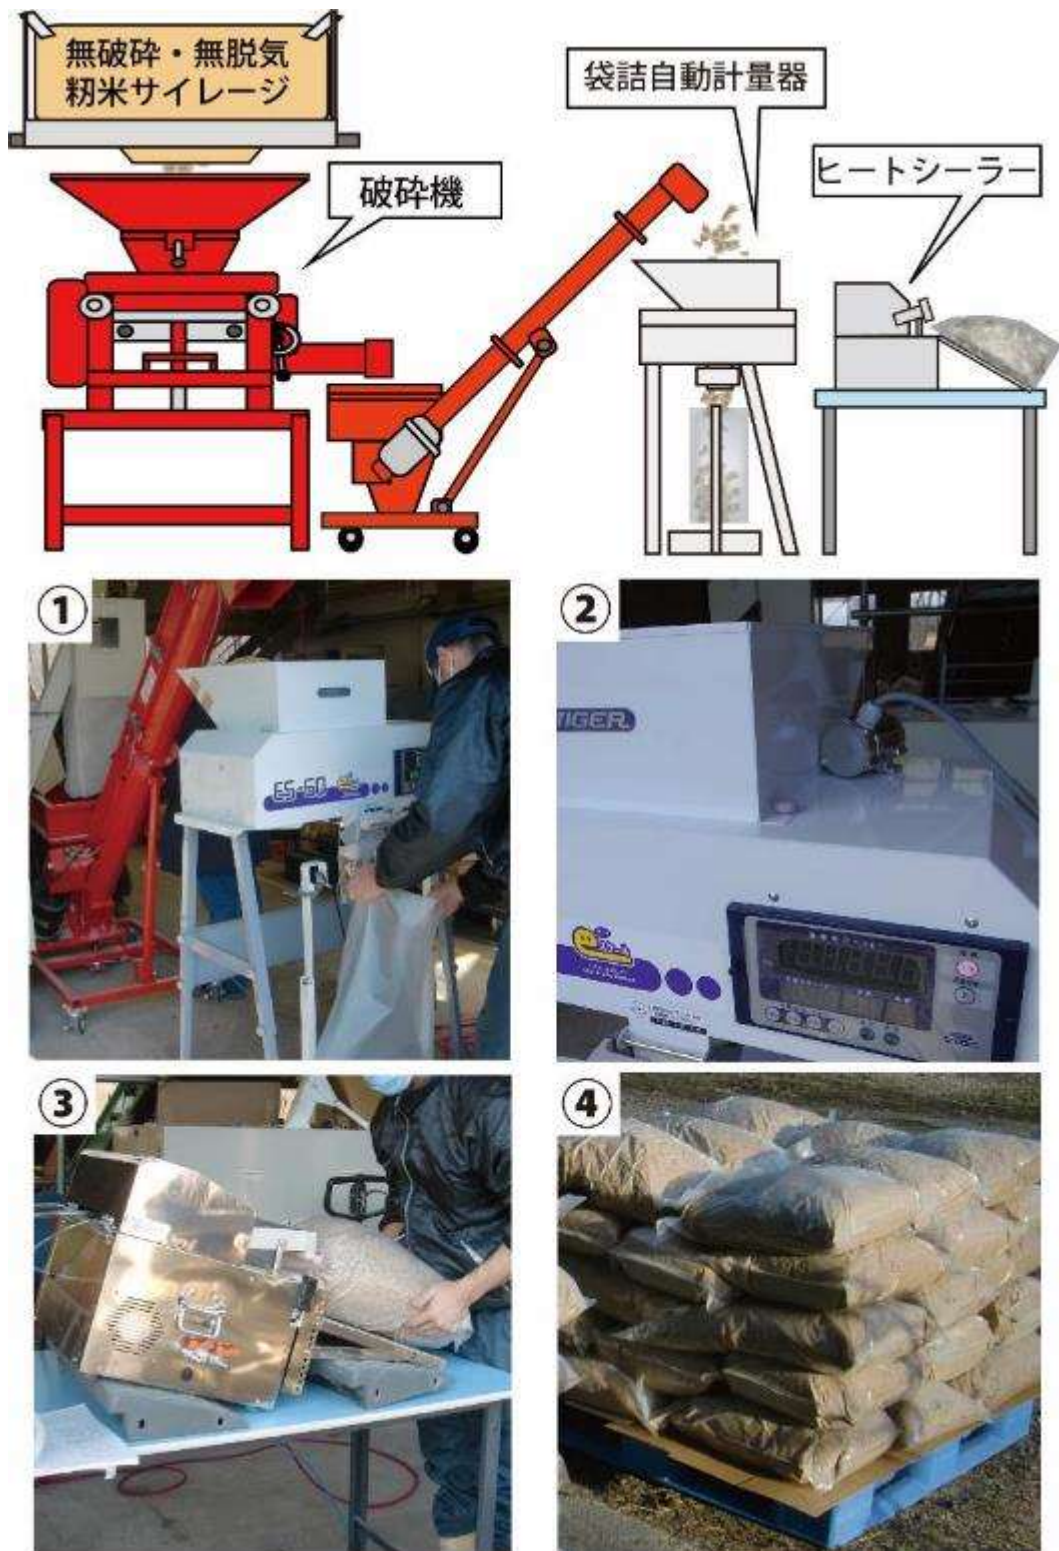 無破砕・無脱気
籾米サイレージ
破砕機
袋詰自動計量器
ヒートシーラー
①
②
ES-60
TIGER
③
④